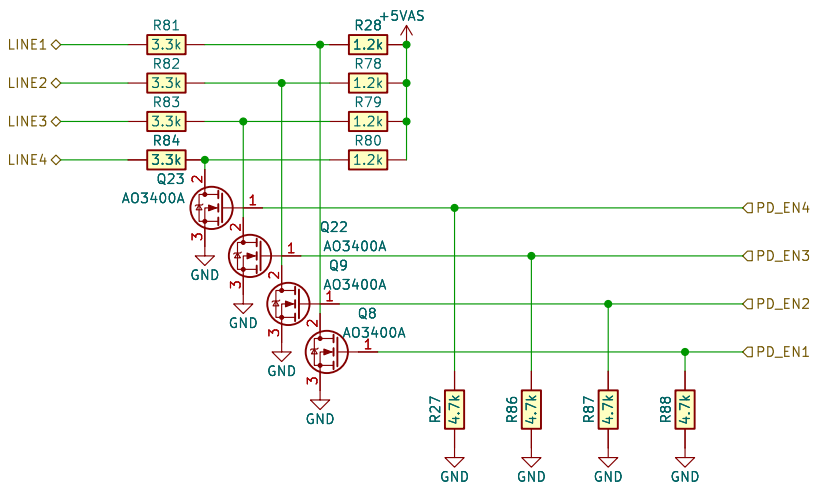 +5VAS
R81
R28
LINE1
3.3k
1.2k
R82
R78
LINE2
3.3k
1.2k
R83
R79
LINE3
3.3k
1.2k
R84
R80
LINE4
3.3k
1.2k
Q23
AO3400A
2
1
3
GND
PD_EN4
Q22
AO3400A
2
1
3
GND
PD_EN3
Q9
AO3400A
2
1
3
GND
PD_EN2
Q8
AO3400A
2
1
3
GND
PD_EN1
R27
4.7k
R86
4.7k
R87
4.7k
R88
4.7k
GND
GND
GND
GND